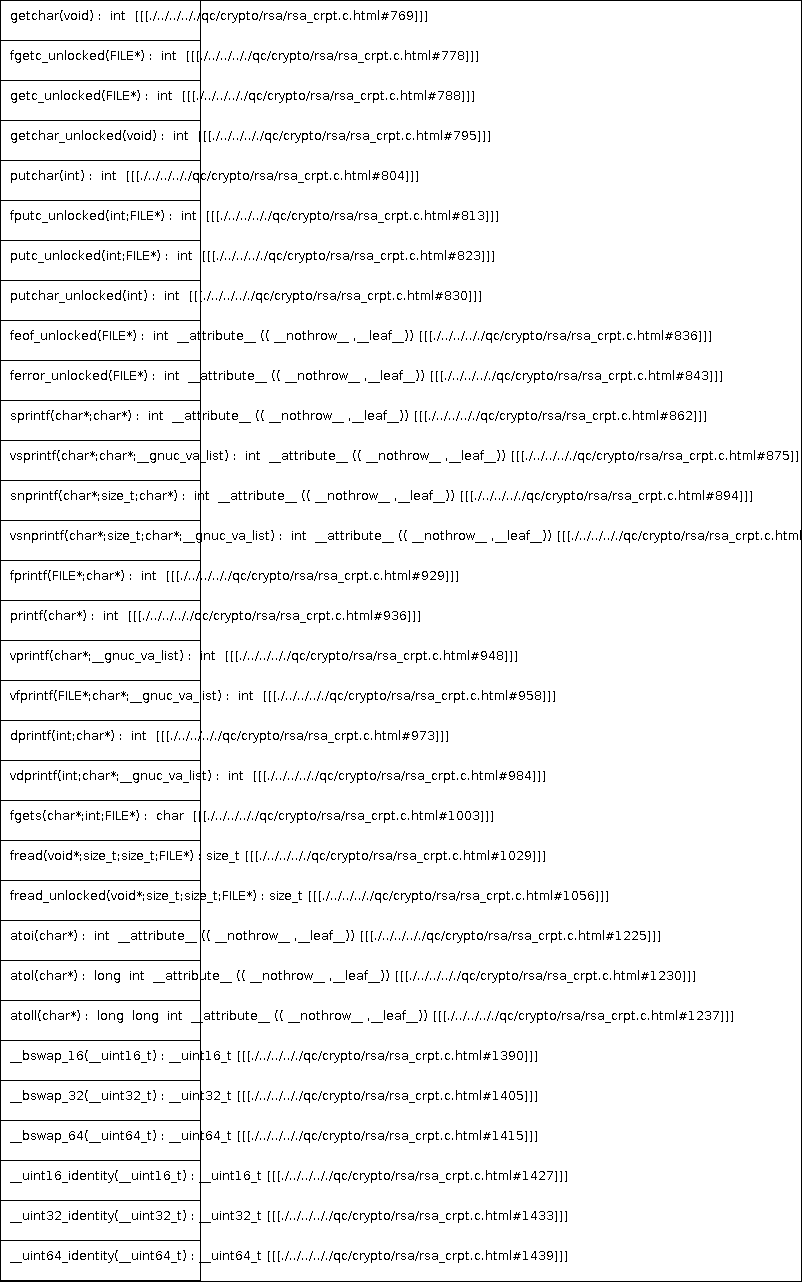 getchar(void) : int [[[./../../././qc/crypto/rsa/rsa_crpt.c.html#769]]]
fgetc_unlocked(FILE*) : int [[[./../../././qc/crypto/rsa/rsa_crpt.c.html#778]]]
getc_unlocked(FILE*) : int [[[./../../././qc/crypto/rsa/rsa_crpt.c.html#788]]]
getchar_unlocked(void) : int [[[./../../././qc/crypto/rsa/rsa_crpt.c.html#795]]]
putchar(int) : int [[[./../../././qc/crypto/rsa/rsa_crpt.c.html#804]]]
fputc_unlocked(int;FILE*) : int [[[./../../././qc/crypto/rsa/rsa_crpt.c.html#813]]]
putc_unlocked(int;FILE*) : int [[[./../../././qc/crypto/rsa/rsa_crpt.c.html#823]]]
putchar_unlocked(int) : int [[[./../../././qc/crypto/rsa/rsa_crpt.c.html#830]]]
feof_unlocked(FILE*) : int __attribute__ (( __nothrow__ ,__leaf__)) [[[./../../././qc/crypto/rsa/rsa_crpt.c.html#836]]]
ferror_unlocked(FILE*) : int __attribute__ (( __nothrow__ ,__leaf__)) [[[./../../././qc/crypto/rsa/rsa_crpt.c.html#843]]]
sprintf(char*;char*) : int __attribute__ (( __nothrow__ ,__leaf__)) [[[./../../././qc/crypto/rsa/rsa_crpt.c.html#862]]]
vsprintf(char*;char*;__gnuc_va_list) : int __attribute__ (( __nothrow__ ,__leaf__)) [[[./../../././qc/crypto/rsa/rsa_crpt.c.html#875]]
snprintf(char*;size_t;char*) : int __attribute__ (( __nothrow__ ,__leaf__)) [[[./../../././qc/crypto/rsa/rsa_crpt.c.html#894]]]
vsnprintf(char*;size_t;char*;__gnuc_va_list) : int __attribute__ (( __nothrow__ ,__leaf__)) [[[./../../././qc/crypto/rsa/rsa_crpt.c.html
fprintf(FILE*;char*) : int [[[./../../././qc/crypto/rsa/rsa_crpt.c.html#929]]]
printf(char*) : int [[[./../../././qc/crypto/rsa/rsa_crpt.c.html#936]]]
vprintf(char*;__gnuc_va_list) : int [[[./../../././qc/crypto/rsa/rsa_crpt.c.html#948]]]
vfprintf(FILE*;char*;__gnuc_va_list) : int [[[./../../././qc/crypto/rsa/rsa_crpt.c.html#958]]]
dprintf(int;char*) : int [[[./../../././qc/crypto/rsa/rsa_crpt.c.html#973]]]
vdprintf(int;char*;__gnuc_va_list) : int [[[./../../././qc/crypto/rsa/rsa_crpt.c.html#984]]]
fgets(char*;int;FILE*) : char [[[./../../././qc/crypto/rsa/rsa_crpt.c.html#1003]]]
fread(void*;size_t;size_t;FILE*) : size_t [[[./../../././qc/crypto/rsa/rsa_crpt.c.html#1029]]]
fread_unlocked(void*;size_t;size_t;FILE*) : size_t [[[./../../././qc/crypto/rsa/rsa_crpt.c.html#1056]]]
atoi(char*) : int __attribute__ (( __nothrow__ ,__leaf__)) [[[./../../././qc/crypto/rsa/rsa_crpt.c.html#1225]]]
atol(char*) : long int __attribute__ (( __nothrow__ ,__leaf__)) [[[./../../././qc/crypto/rsa/rsa_crpt.c.html#1230]]]
atoll(char*) : long long int __attribute__ (( __nothrow__ ,__leaf__)) [[[./../../././qc/crypto/rsa/rsa_crpt.c.html#1237]]]
__bswap_16(__uint16_t) : __uint16_t [[[./../../././qc/crypto/rsa/rsa_crpt.c.html#1390]]]
__bswap_32(__uint32_t) : __uint32_t [[[./../../././qc/crypto/rsa/rsa_crpt.c.html#1405]]]
__bswap_64(__uint64_t) : __uint64_t [[[./../../././qc/crypto/rsa/rsa_crpt.c.html#1415]]]
__uint16_identity(__uint16_t) : __uint16_t [[[./../../././qc/crypto/rsa/rsa_crpt.c.html#1427]]]
__uint32_identity(__uint32_t) : __uint32_t [[[./../../././qc/crypto/rsa/rsa_crpt.c.html#1433]]]
__uint64_identity(__uint64_t) : __uint64_t [[[./../../././qc/crypto/rsa/rsa_crpt.c.html#1439]]]